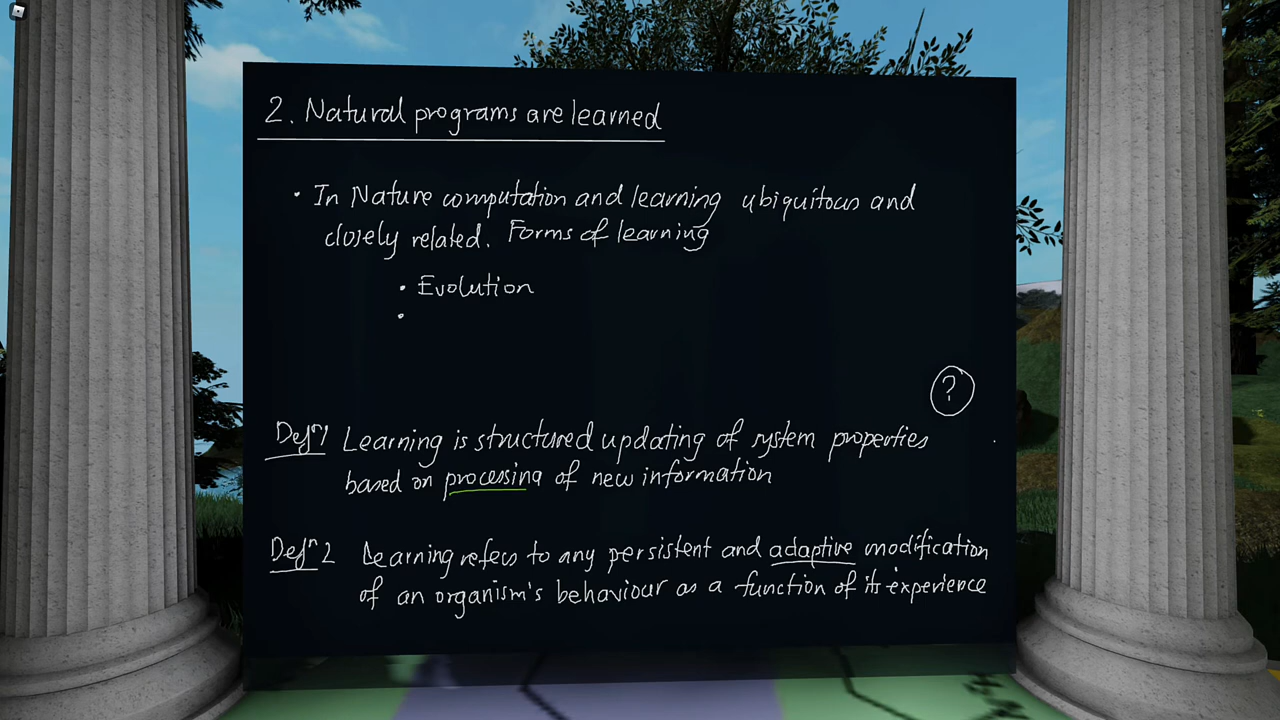 2. Natural programs are learned
• In Nature computation and learning ubiquitous and
closely related. Forms of learning
• Evolution
•
?
Defⁿ1 Learning is structured updating of system properties
based on processing of new information
Defⁿ2 Learning refers to any persistent and adaptive modification
of an organism's behaviour as a function of its experience